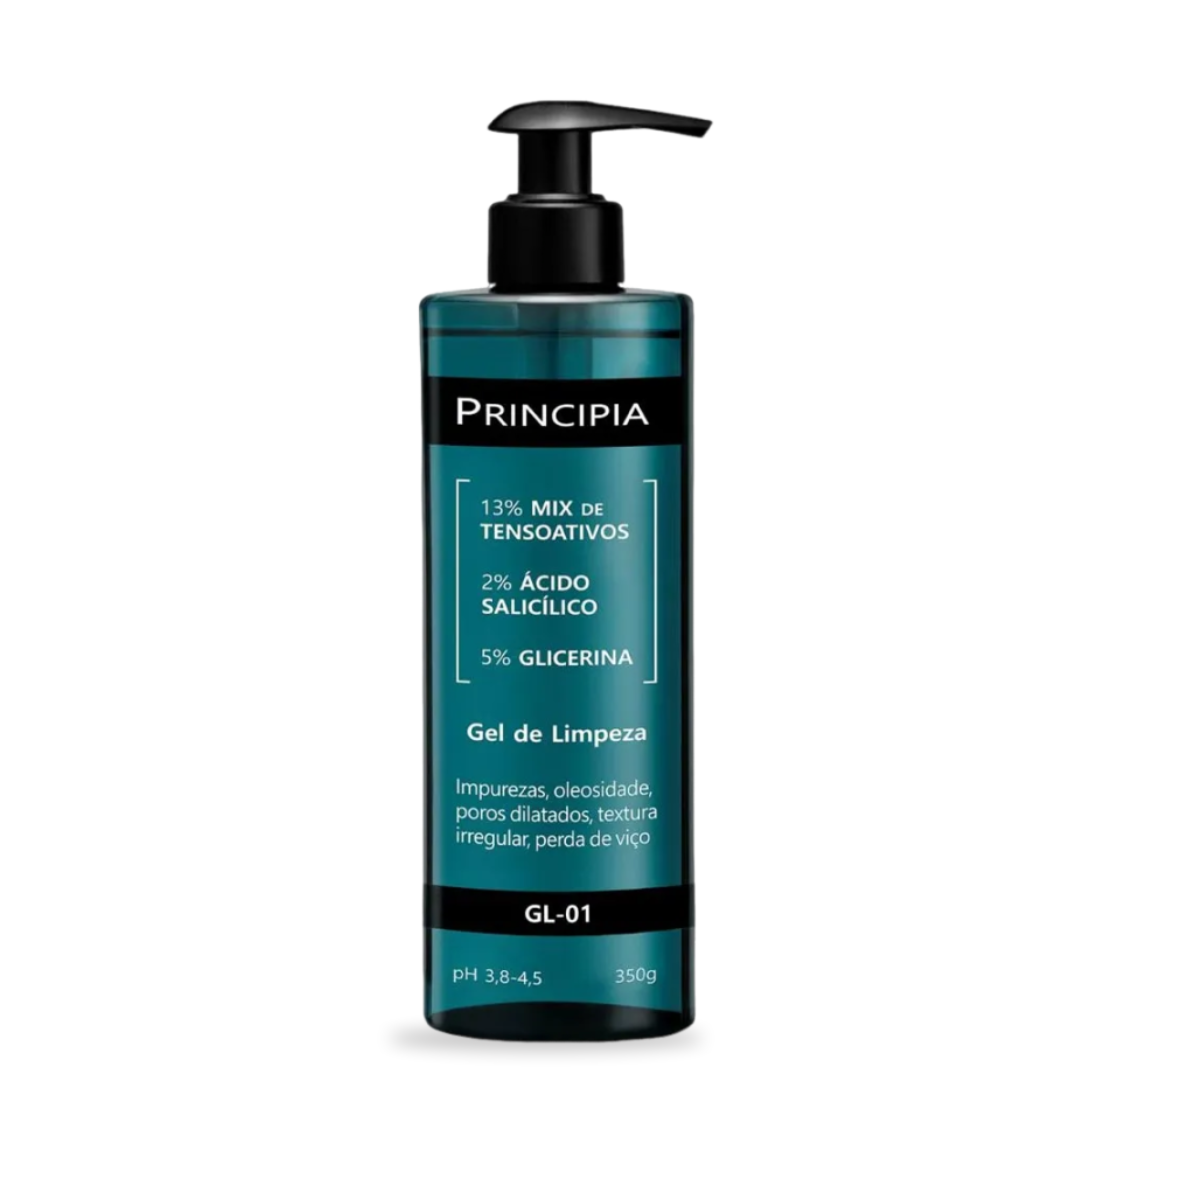 PRINCIPIA
13% MIX DE
TENSOATIVOS
2% ÁCIDO
SALICÍLICO
5% GLICERINA
Gel de Limpeza
Impurezas, oleosidade,
poros dilatados, textura
irregular, perda de viço
GL-01
pH 3,8-4,5
350g